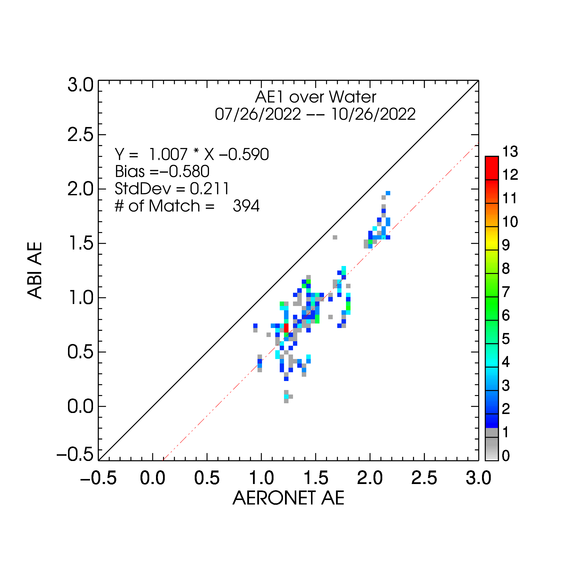 AE1 over Water
07/26/2022 -- 10/26/2022
Y = 1.007 * X -0.590
Bias =-0.580
StdDev = 0.211
# of Match = 394
3.0
2.5
2.0
1.5
1.0
0.5
0.0
-0.5
ABI AE
-0.5 0.0 0.5 1.0 1.5 2.0 2.5 3.0
AERONET AE
13
12
11
10
9
8
7
6
5
4
3
2
1
0